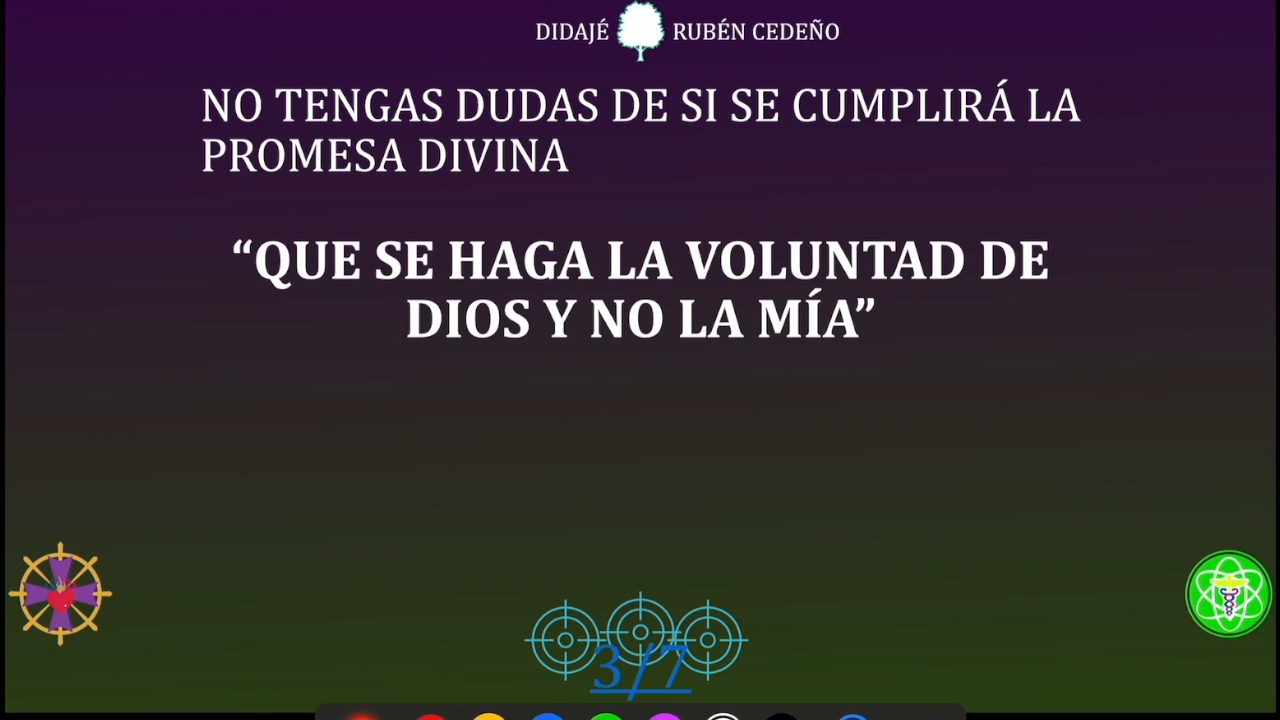 DIDAJÉ RUBÉN CEDEÑO
NO TENGAS DUDAS DE SI SE CUMPLIRÁ LA
PROMESA DIVINA
“QUE SE HAGA LA VOLUNTAD DE
DIOS Y NO LA MÍA”
3/7